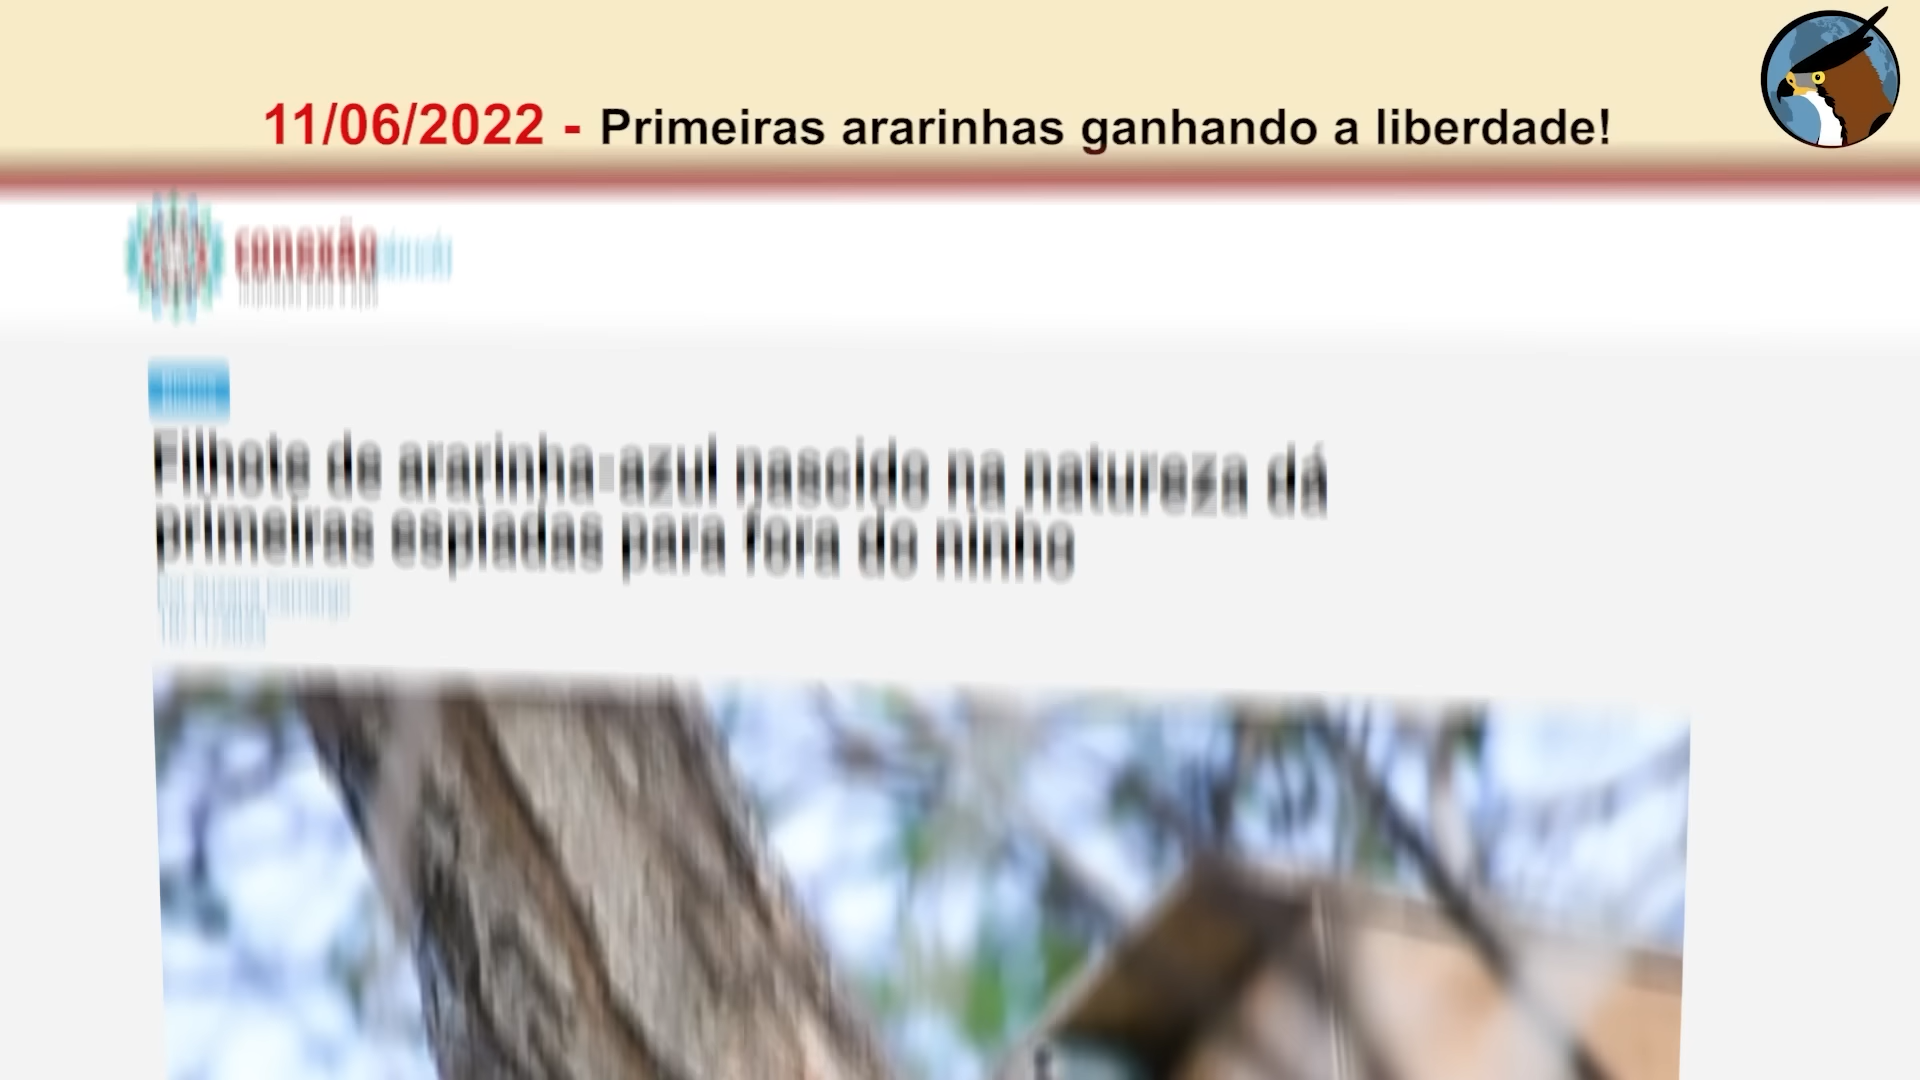 11/06/2022 - Primeiras ararinhas ganhando a liberdade!
conexão
Filhote de ararinha-azul nascido na natureza dá
primeiras espiadas para fora do ninho